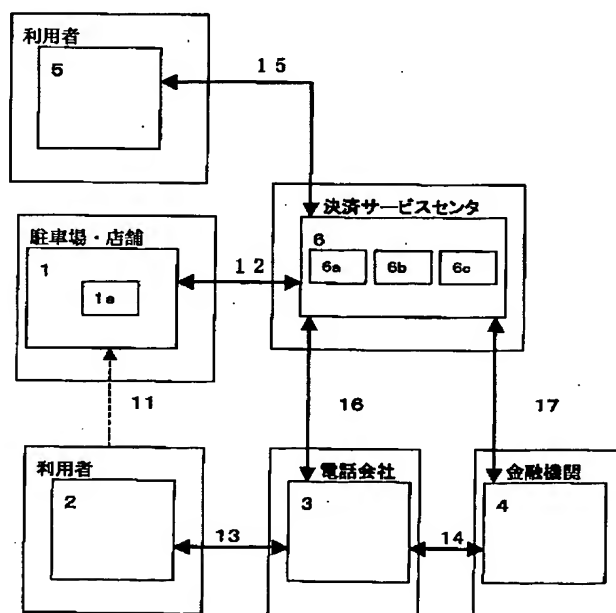 利用者
5
15
決済サービスセンタ
6
6a
6b
6c
駐車場・店舗
1
1a
12
11
16
17
利用者
2
13
電話会社
3
14
金融機関
4